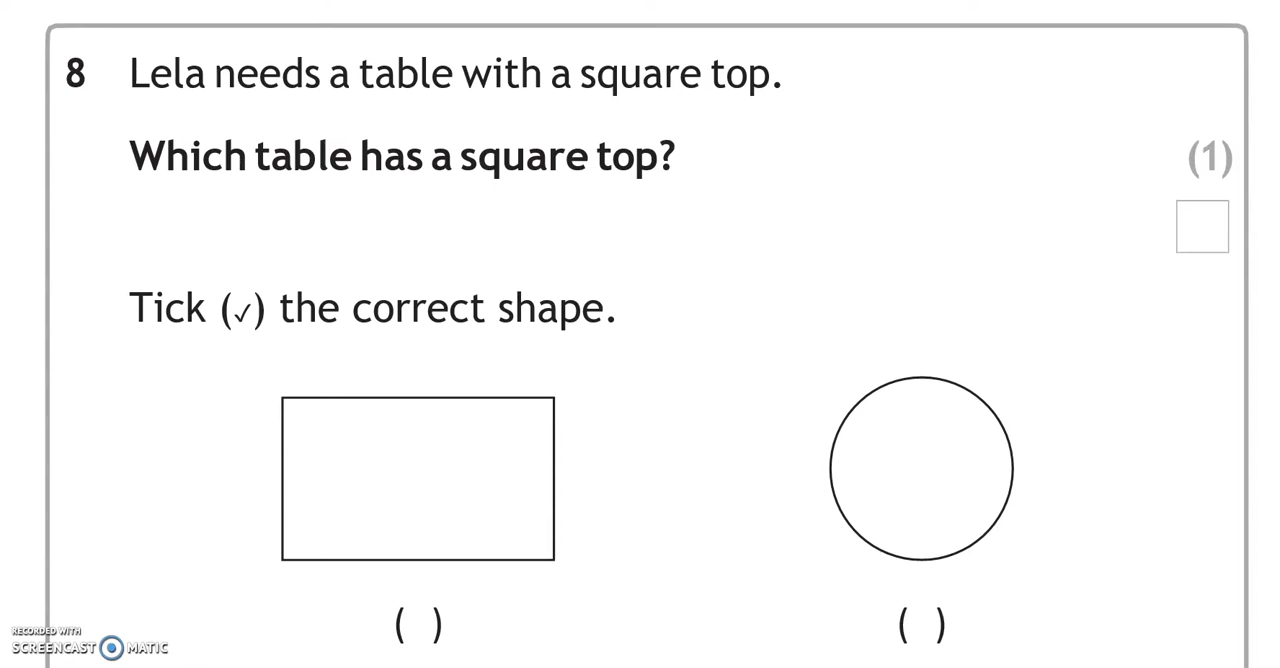 8 Lela needs a table with a square top.
Which table has a square top?
(1)
Tick (✓) the correct shape.
( ) ( )
RECORDED WITH
SCREENCAST MATIC